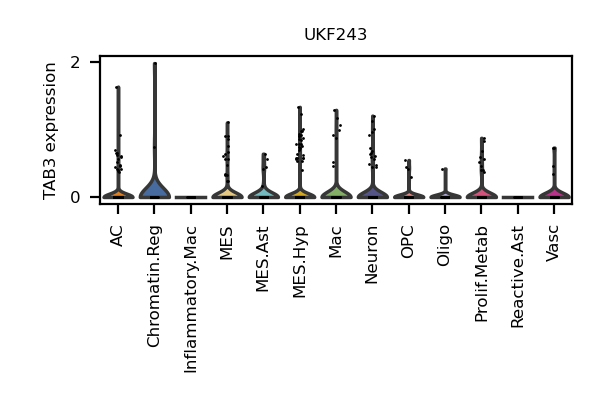 UKF243
TAB3 expression
2
0
AC
Chromatin.Reg
Inflammatory.Mac
MES
MES.Ast
MES.Hyp
Mac
Neuron
OPC
Oligo
Prolif.Metab
Reactive.Ast
Vasc